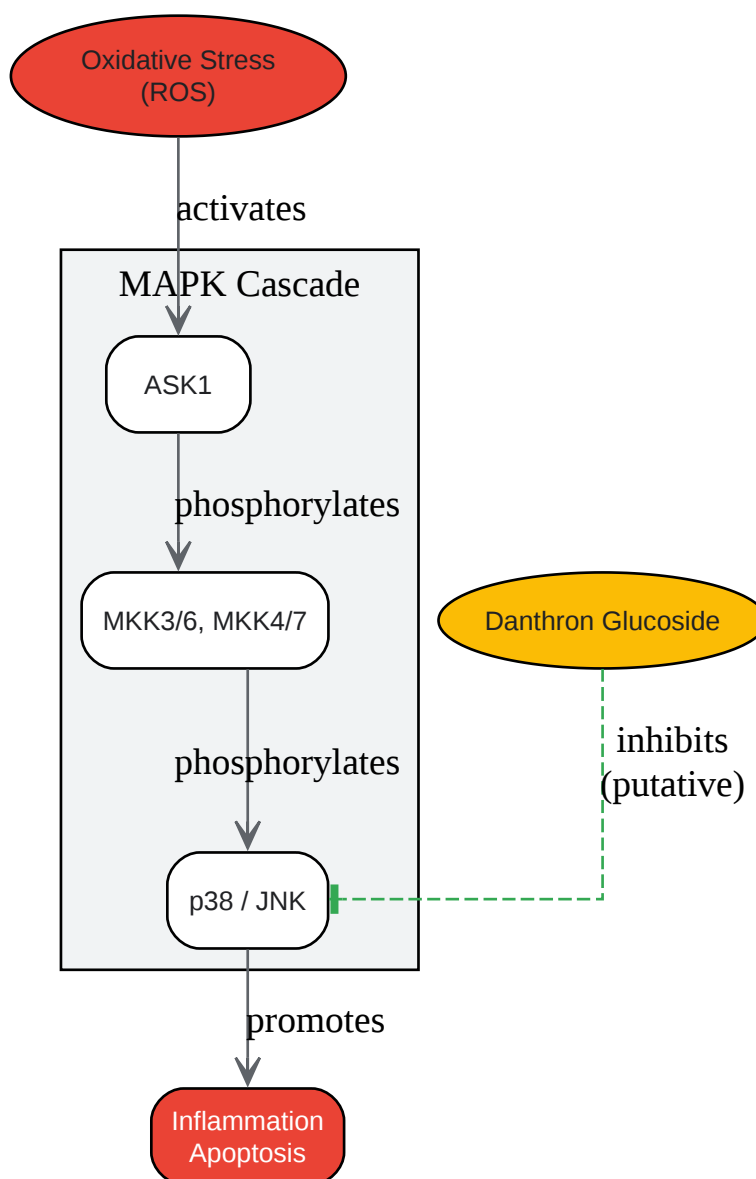 Oxidative Stress
(ROS)
activates
MAPK Cascade
ASK1
phosphorylates
MKK3/6, MKK4/7
Danthron Glucoside
phosphorylates
inhibits
(putative)
p38 / JNK
promotes
Inflammation
Apoptosis